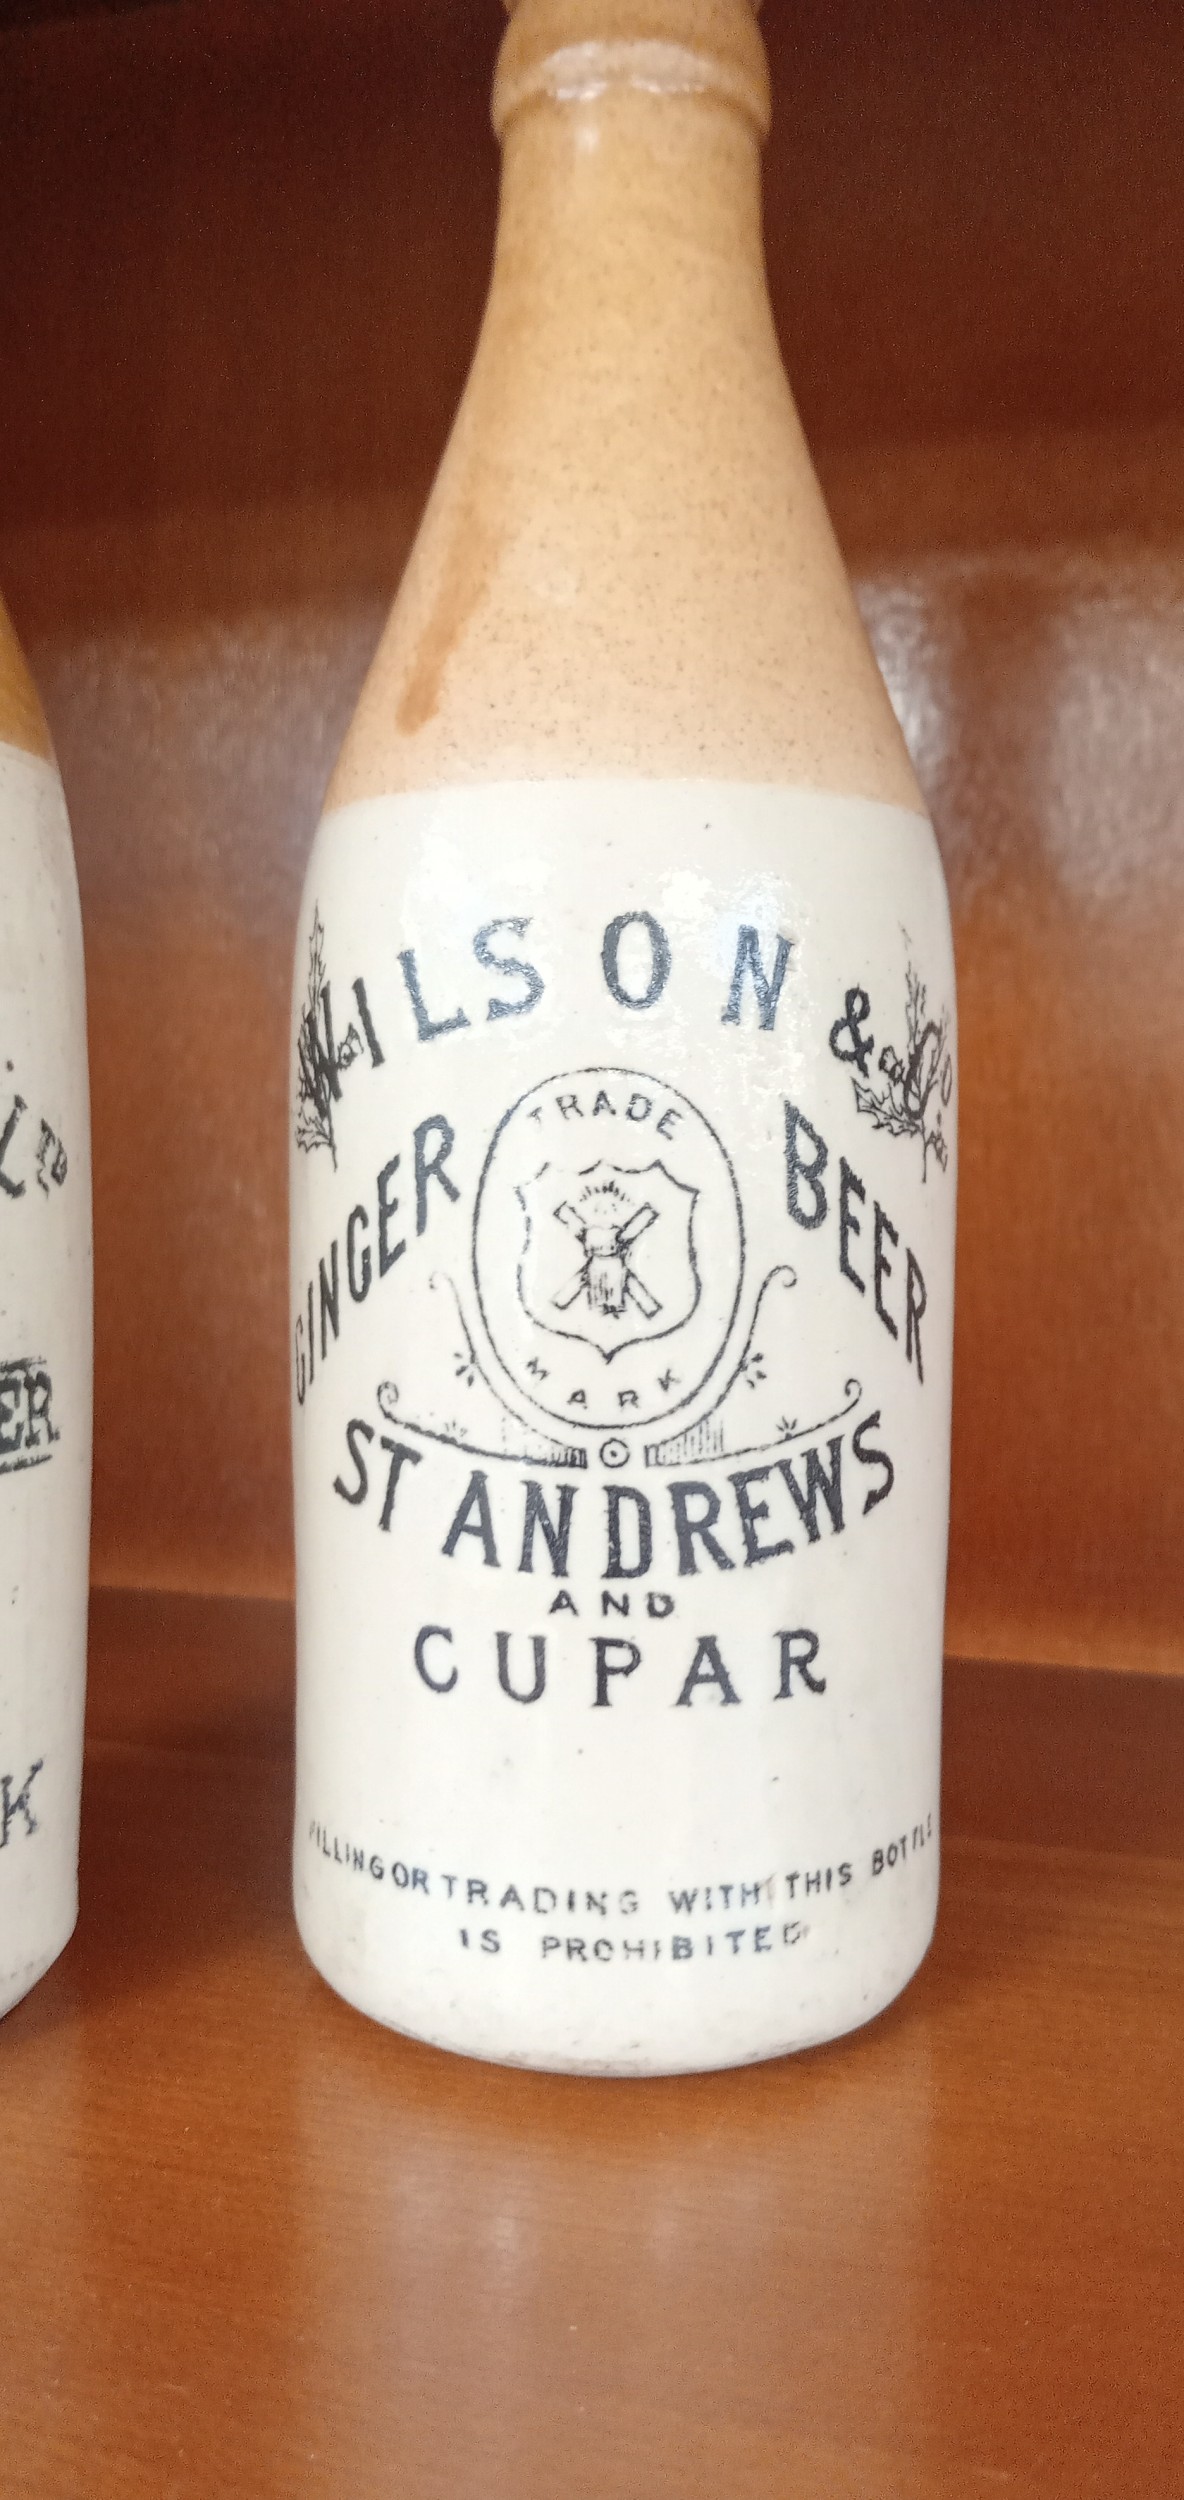 WILSON & Co.
TRADE
GINGER BEER
MARK
ST ANDREWS
AND
CUPAR
FILLING OR TRADING WITH THIS BOTTLE
IS PROHIBITED